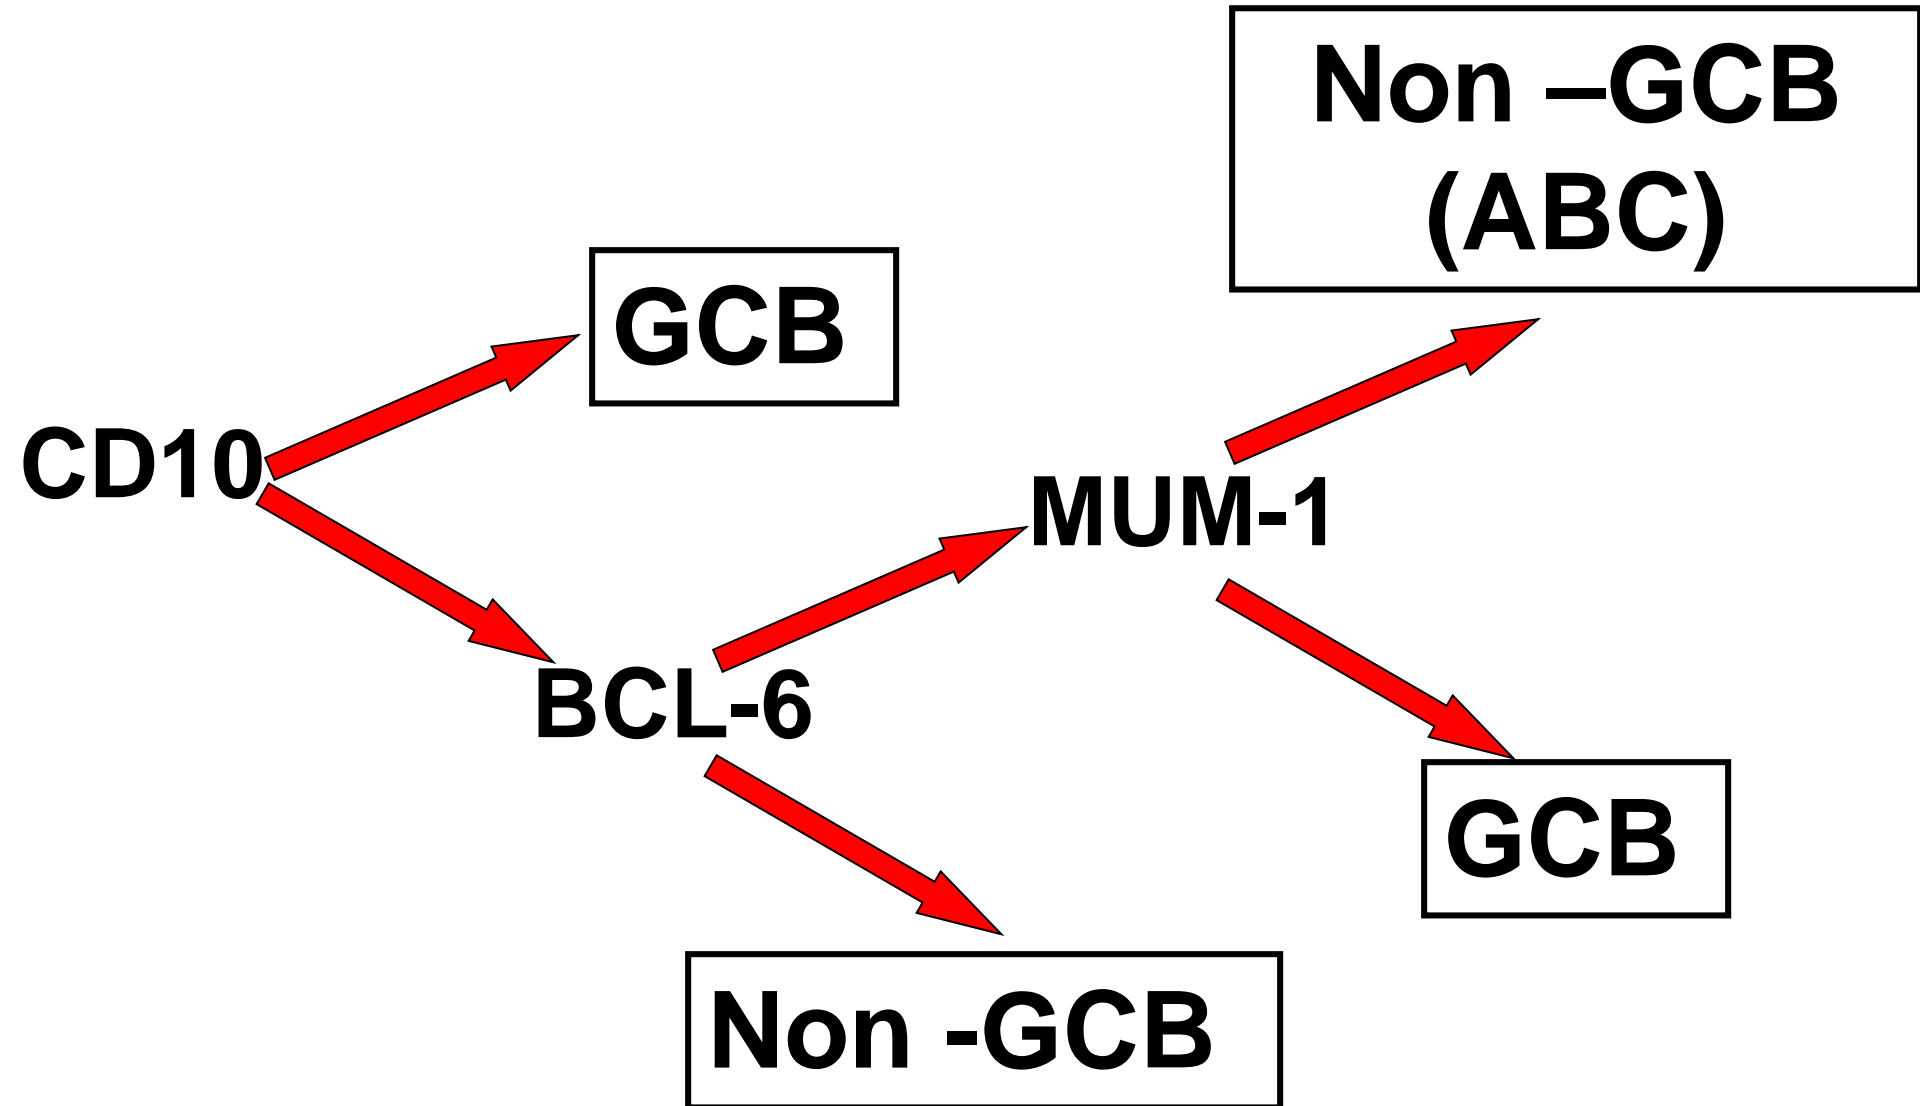 Non –GCB
(ABC)
GCB
CD10
MUM-1
BCL-6
GCB
Non -GCB